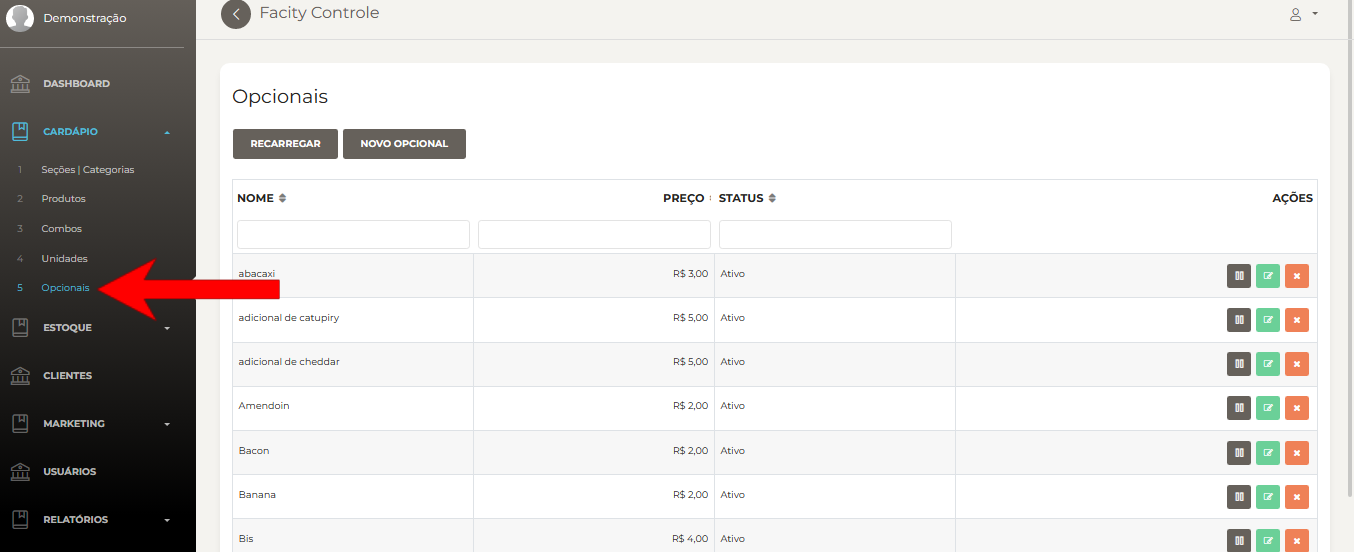 Demonstração
Facity Controle
DASHBOARD
CARDÁPIO
1 Seções | Categorias
2 Produtos
3 Combos
4 Unidades
5 Opcionais
ESTOQUE
CLIENTES
MARKETING
USUÁRIOS
RELATÓRIOS
Opcionais
RECARREGAR NOVO OPCIONAL
NOME PREÇO STATUS AÇÕES
abacaxi R$ 3,00 Ativo
adicional de catupiry R$ 5,00 Ativo
adicional de cheddar R$ 5,00 Ativo
Amendoin R$ 2,00 Ativo
Bacon R$ 2,00 Ativo
Banana R$ 2,00 Ativo
Bis R$ 4,00 Ativo